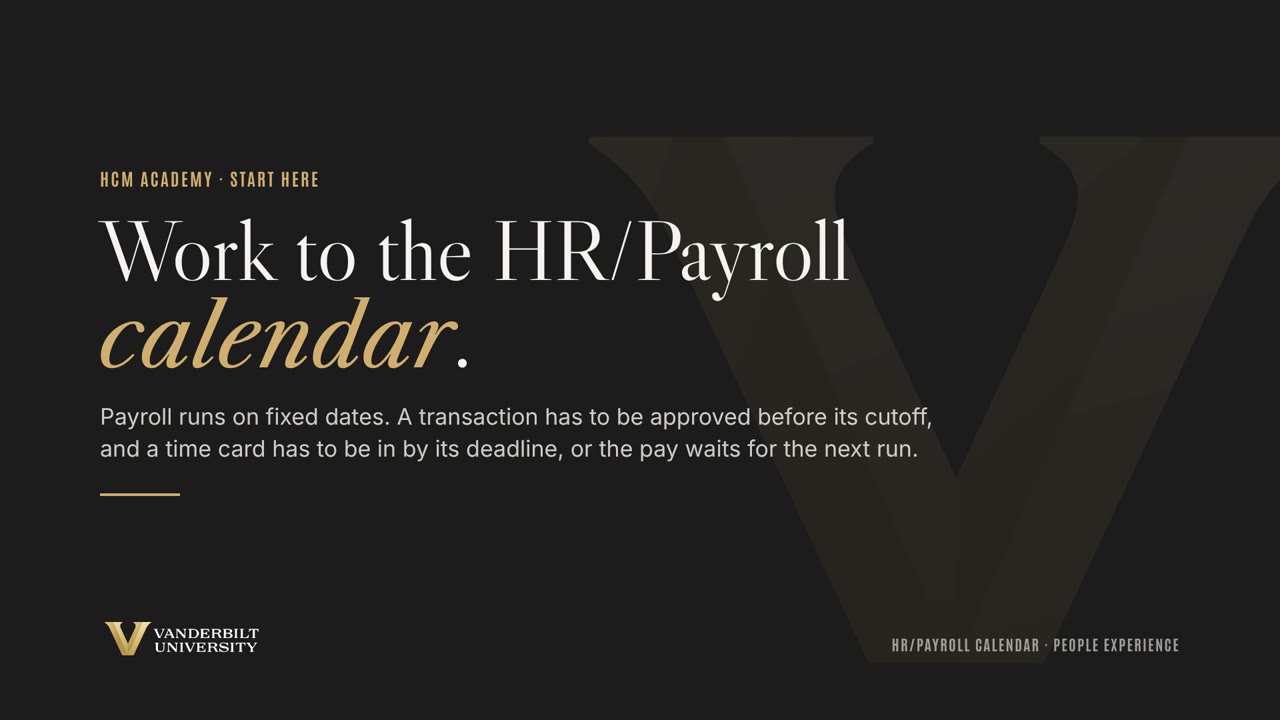 HCM ACADEMY · START HERE
Work to the HR/Payroll
calendar.
Payroll runs on fixed dates. A transaction has to be approved before its cutoff,
and a time card has to be in by its deadline, or the pay waits for the next run.
VANDERBILT
UNIVERSITY
HR/PAYROLL CALENDAR · PEOPLE EXPERIENCE